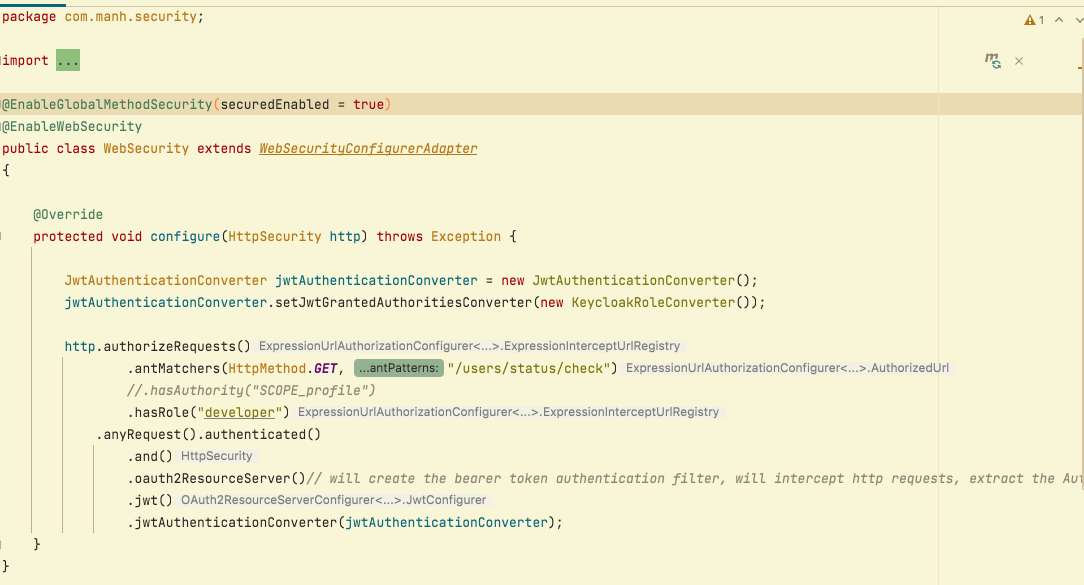 package com.manh.security;
1
import ...
@EnableGlobalMethodSecurity(securedEnabled = true)
@EnableWebSecurity
public class WebSecurity extends WebSecurityConfigurerAdapter
{
@Override
protected void configure(HttpSecurity http) throws Exception {
JwtAuthenticationConverter jwtAuthenticationConverter = new JwtAuthenticationConverter();
jwtAuthenticationConverter.setJwtGrantedAuthoritiesConverter(new KeycloakRoleConverter());
http.authorizeRequests() ExpressionUrlAuthorizationConfigurer<...>.ExpressionInterceptUrlRegistry
.antMatchers(HttpMethod.GET, ...antPatterns: "/users/status/check") ExpressionUrlAuthorizationConfigurer<...>.AuthorizedUrl
//.hasAuthority("SCOPE_profile")
.hasRole("developer") ExpressionUrlAuthorizationConfigurer<...>.ExpressionInterceptUrlRegistry
.anyRequest().authenticated()
.and() HttpSecurity
.oauth2ResourceServer()// will create the bearer token authentication filter, will intercept http requests, extract the Aut
.jwt() OAuth2ResourceServerConfigurer<...>.JwtConfigurer
.jwtAuthenticationConverter(jwtAuthenticationConverter);
}
}